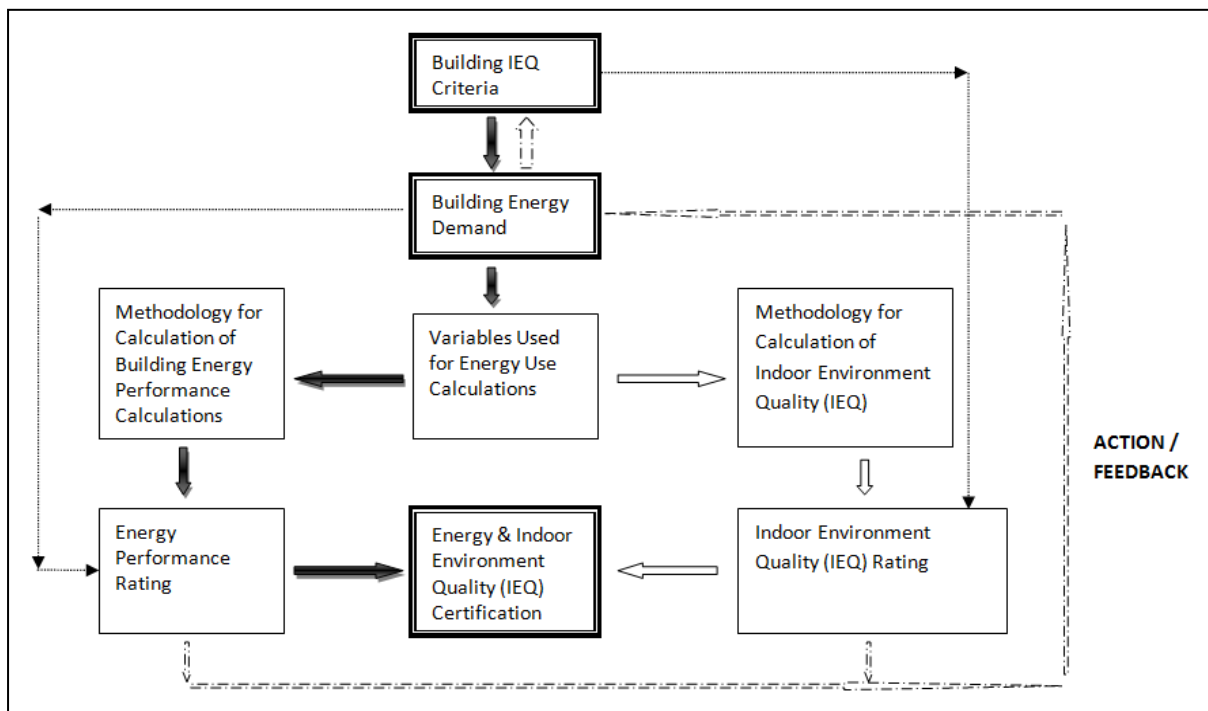 Building IEQ
Criteria
Building Energy
Demand
Methodology for
Calculation of
Building Energy
Performance
Calculations
Variables Used
for Energy Use
Calculations
Methodology for
Calculation of
Indoor Environment
Quality (IEQ)
ACTION /
FEEDBACK
Energy
Performance
Rating
Energy & Indoor
Environment
Quality (IEQ)
Certification
Indoor Environment
Quality (IEQ) Rating